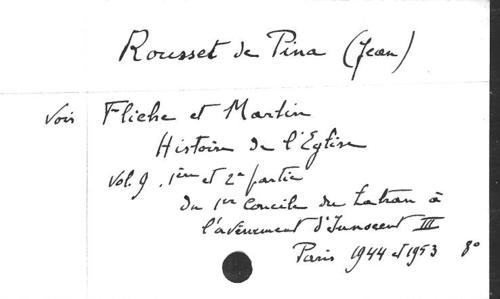 Rousset de Pina (Jean)
Voir Fliche et Martin
Histoire de l'Eglise
Vol. 9. 1ère et 2e partie
du 1er Concile du Latran à
l'avènement d'Innocent III
Paris 1944 et 1953 8°